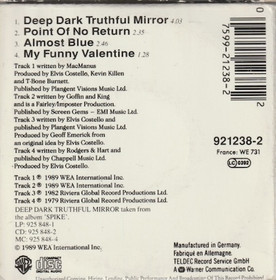 1. Deep Dark Truthful Mirror 4:03
2. Point Of No Return 2:35
3. Almost Blue 2:46
4. My Funny Valentine 1:28
Track 1 written by MacManus
Produced by Elvis Costello, Kevin Killen
and T-Bone Burnett.
Published by Plangent Visions Music Ltd.
Track 2 written by Goffin and King
and is a Fairley/Imposter Production.
Published by Screen Gems – EMI Music Ltd.
Track 3 written by Elvis Costello and
published by Plangent Visions Music Ltd.
Produced by Geoff Emerick from
an original idea by Elvis Costello.
Track 4 written by Rodgers & Hart and
published by Chappell Music Ltd.
Produced by Elvis Costello.
Track 1 ℗ 1989 WEA International Inc.
Track 2 ℗ 1989 WEA International Inc.
Track 3 ℗ 1982 Riviera Global Record Productions Ltd.
Track 4 ℗ 1979 Riviera Global Record Productions Ltd.
DEEP DARK TRUTHFUL MIRROR taken from
the album 'SPIKE'.
LP: 925 848-1
CD: 925 848-2
MC: 925 848-4
© 1989 WEA International Inc.
0
7599-21238-2
2
921238-2
France: WE 731
LC 0392
Manufactured in Germany.
Fabriqué en Allemagne.
TELDEC Record Service GmbH
A Warner Communication Co.
COMPACT
disc